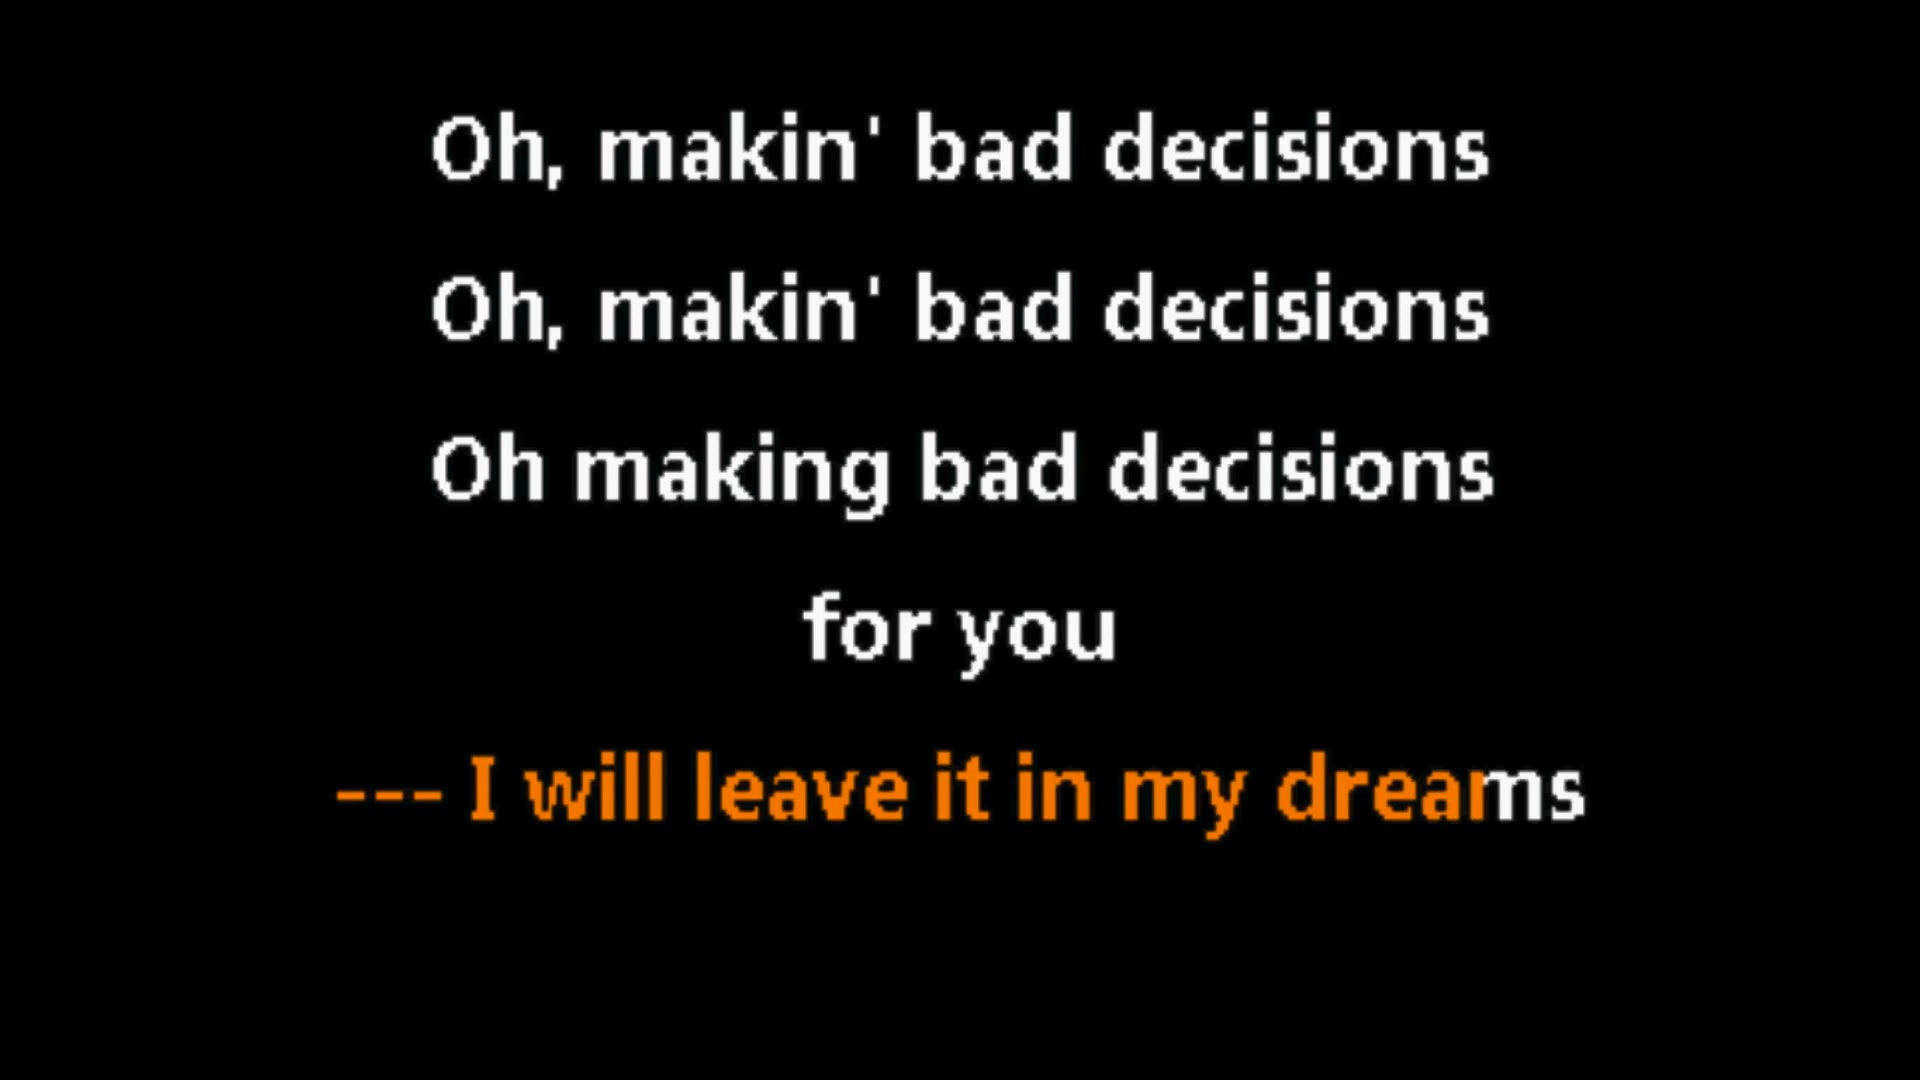 Oh, makin' bad decisions
Oh, makin' bad decisions
Oh making bad decisions
for you
--- I will leave it in my dreams